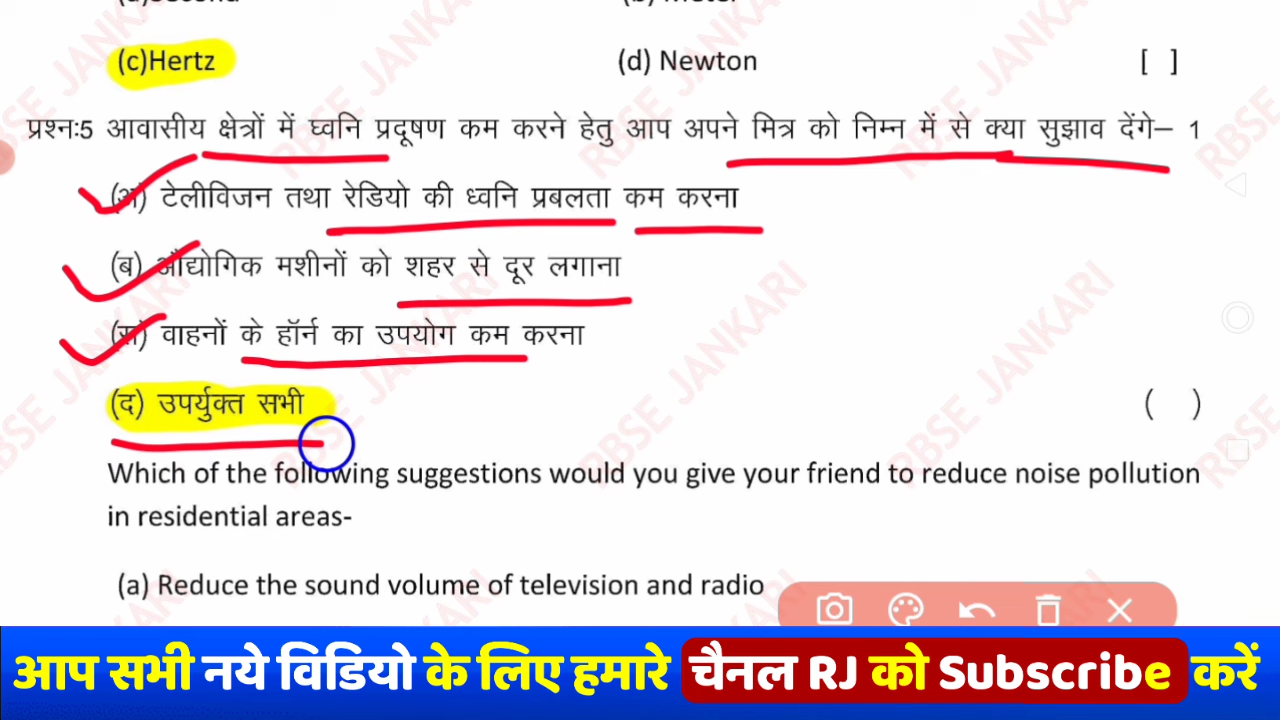 (c)Hertz (d) Newton [ ]
प्रश्न:5 आवासीय क्षेत्रों में ध्वनि प्रदूषण कम करने हेतु आप अपने मित्र को निम्न में से क्या सुझाव देंगे– 1
(अ) टेलीविजन तथा रेडियो की ध्वनि प्रबलता कम करना
(ब) औद्योगिक मशीनों को शहर से दूर लगाना
(स) वाहनों के हॉर्न का उपयोग कम करना
(द) उपर्युक्त सभी ( )
Which of the following suggestions would you give your friend to reduce noise pollution
in residential areas-
(a) Reduce the sound volume of television and radio
आप सभी नये विडियो के लिए हमारे चैनल RJ को Subscribe करें
RBSE JANKARI